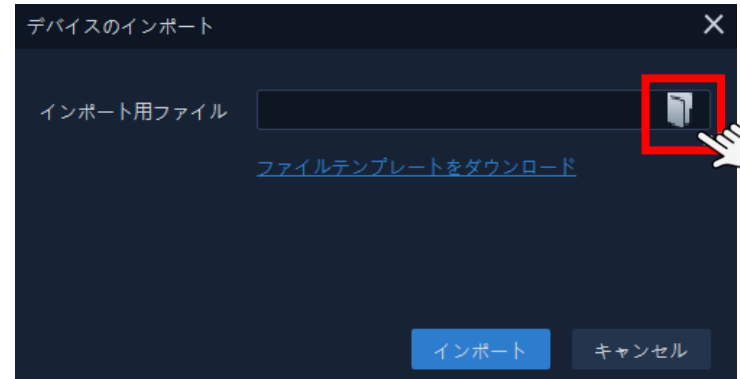 デバイスのインポート
インポート用ファイル
ファイルテンプレートをダウンロード
インポート
キャンセル